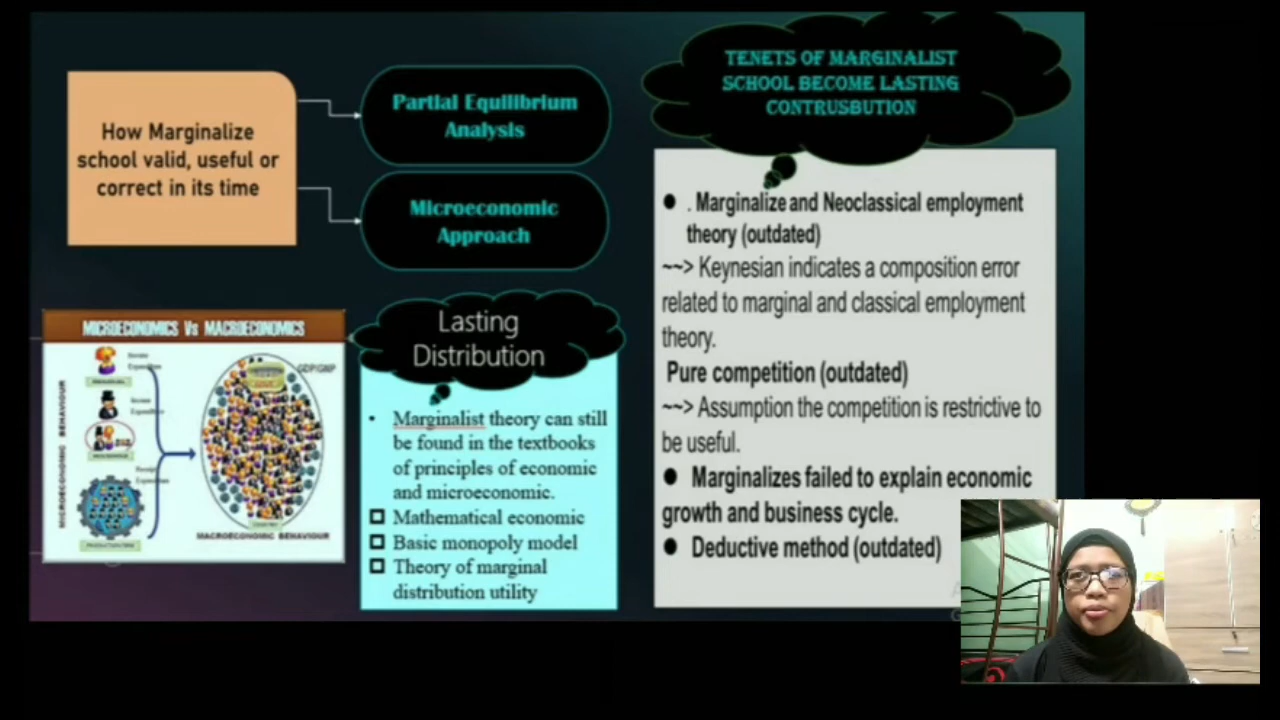 How Marginalize
school valid, useful or
correct in its time
Partial Equilibrium
Analysis
Microeconomic
Approach
TENETS OF MARGINALIST
SCHOOL BECOME LASTING
CONTRUSBUTION
. Marginalize and Neoclassical employment
theory (outdated)
~~> Keynesian indicates a composition error
related to marginal and classical employment
theory.
Pure competition (outdated)
~~> Assumption the competition is restrictive to
be useful.
Marginalizes failed to explain economic
growth and business cycle.
Deductive method (outdated)
MICROECONOMICS VS MACROECONOMICS
MICROECONOMIC BEHAVIOUR
GDP/GNP
MACROECONOMIC BEHAVIOUR
Lasting
Distribution
• Marginalist theory can still
be found in the textbooks
of principles of economic
and microeconomic.
Mathematical economic
Basic monopoly model
Theory of marginal
distribution utility